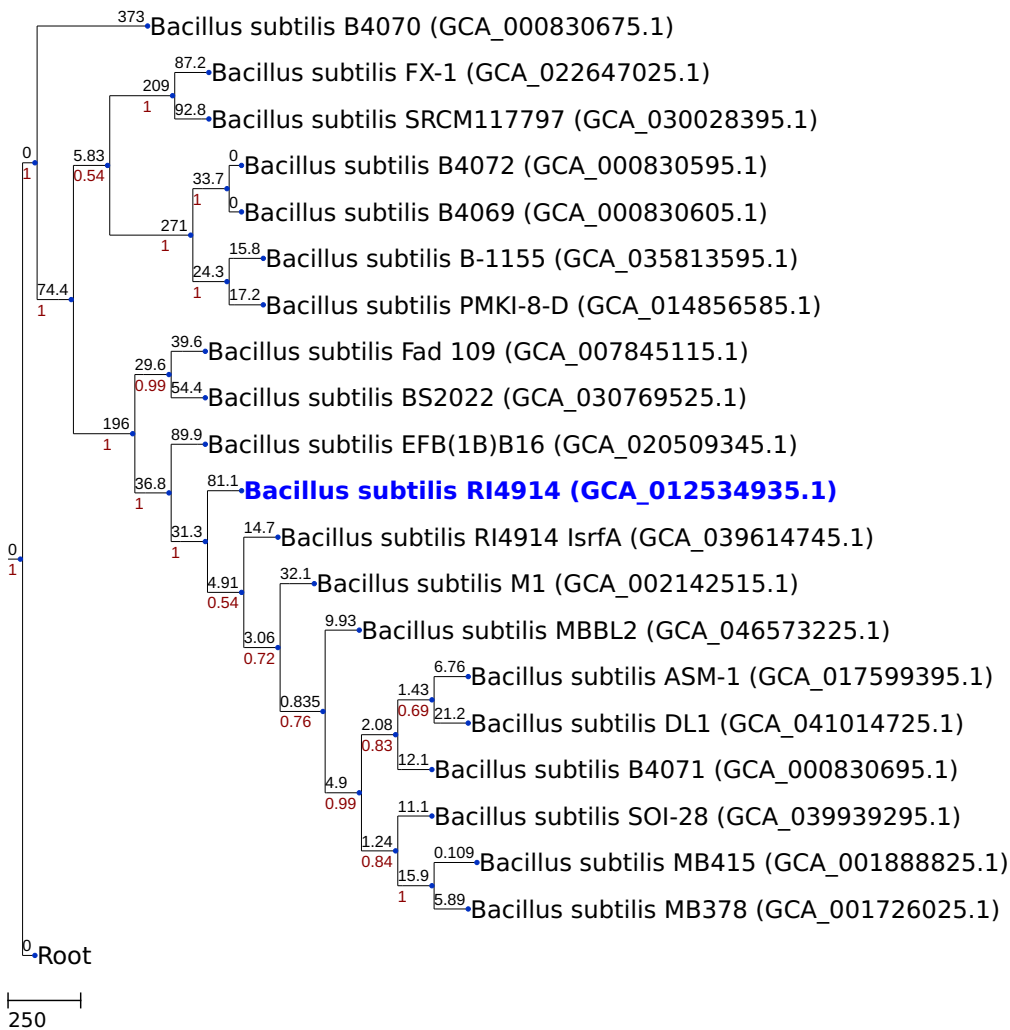 373
Bacillus subtilis B4070 (GCA_000830675.1)
87.2
Bacillus subtilis FX-1 (GCA_022647025.1)
209
1
92.8
Bacillus subtilis SRCM117797 (GCA_030028395.1)
0
1
5.83
0.54
0
Bacillus subtilis B4072 (GCA_000830595.1)
33.7
1
0
Bacillus subtilis B4069 (GCA_000830605.1)
271
1
15.8
Bacillus subtilis B-1155 (GCA_035813595.1)
24.3
1
17.2
Bacillus subtilis PMKI-8-D (GCA_014856585.1)
74.4
1
39.6
Bacillus subtilis Fad 109 (GCA_007845115.1)
29.6
0.99
54.4
Bacillus subtilis BS2022 (GCA_030769525.1)
196
1
89.9
Bacillus subtilis EFB(1B)B16 (GCA_020509345.1)
36.8
1
81.1
Bacillus subtilis RI4914 (GCA_012534935.1)
31.3
1
14.7
Bacillus subtilis RI4914 lsrfA (GCA_039614745.1)
0
1
4.91
0.54
32.1
Bacillus subtilis M1 (GCA_002142515.1)
3.06
0.72
9.93
Bacillus subtilis MBBL2 (GCA_046573225.1)
0.835
0.76
6.76
Bacillus subtilis ASM-1 (GCA_017599395.1)
1.43
0.69
21.2
Bacillus subtilis DL1 (GCA_041014725.1)
2.08
0.83
12.1
Bacillus subtilis B4071 (GCA_000830695.1)
4.9
0.99
11.1
Bacillus subtilis SOI-28 (GCA_039939295.1)
1.24
0.84
0.109
Bacillus subtilis MB415 (GCA_001888825.1)
15.9
1
5.89
Bacillus subtilis MB378 (GCA_001726025.1)
0
Root
250